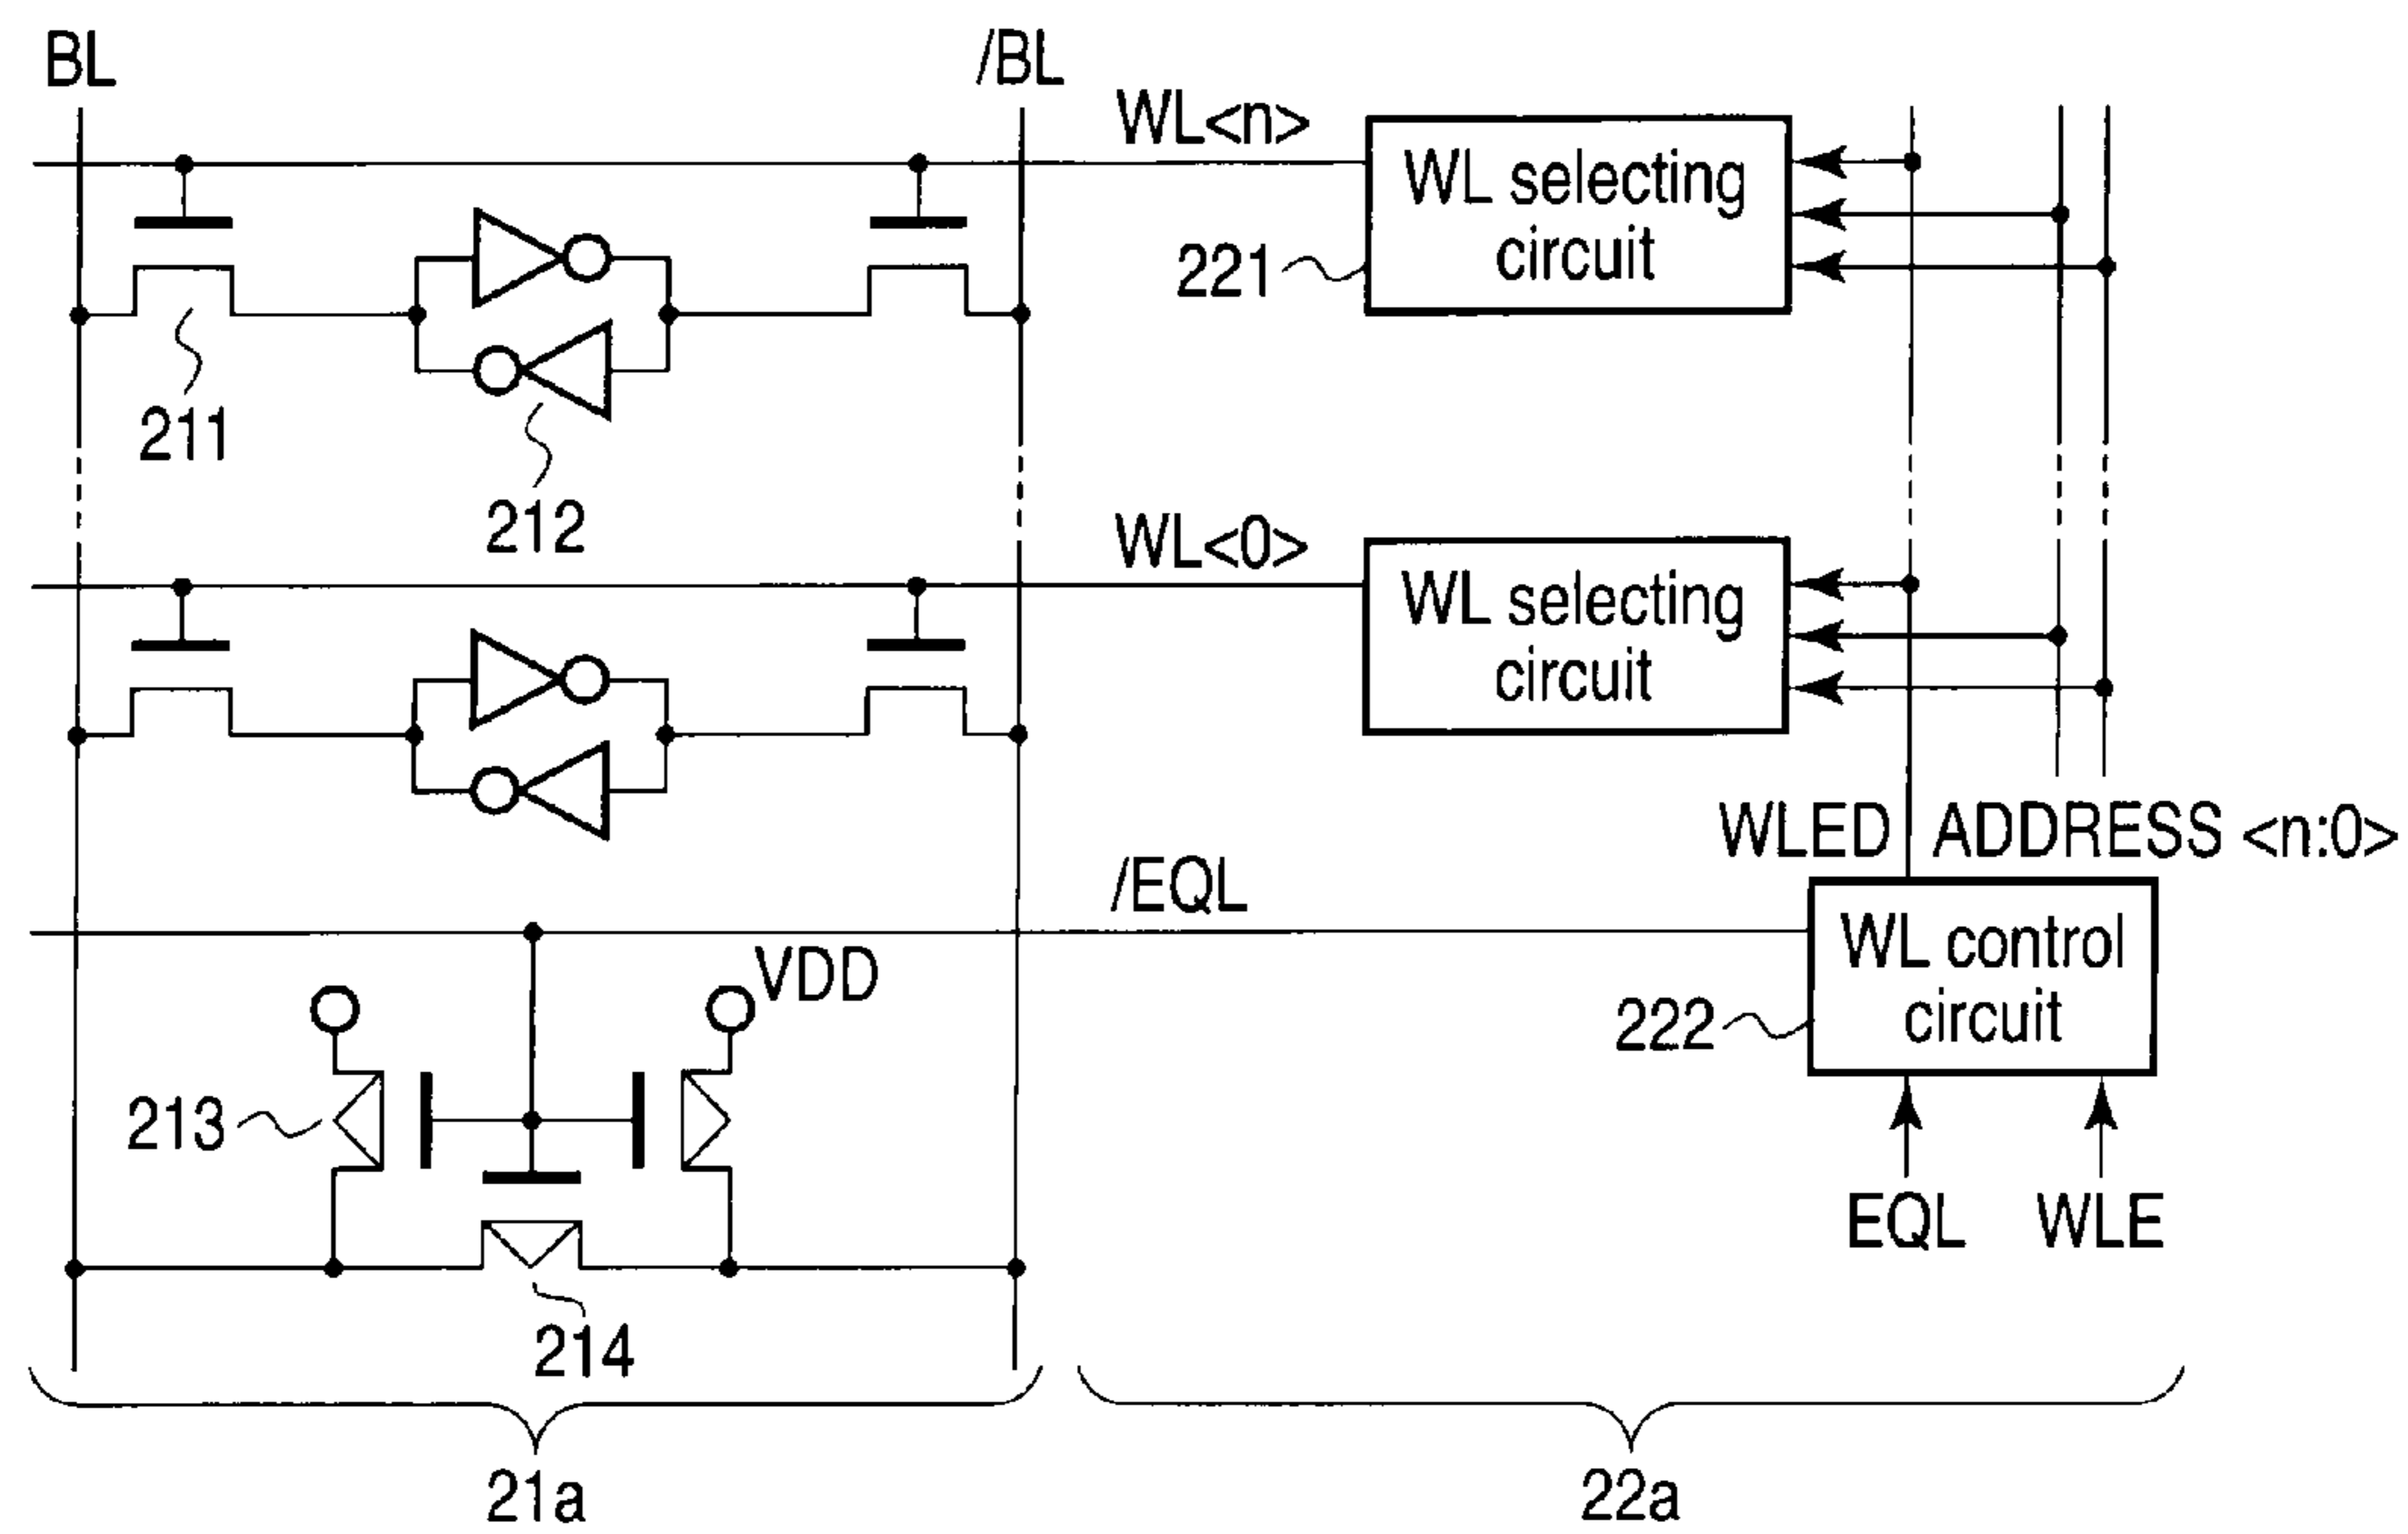 BL
/BL
WL<n>
WL selecting
circuit
221
211
212
WL<0>
WL selecting
circuit
WLED
ADDRESS <n:0>
/EQL
VDD
WL control
circuit
222
213
EQL
WLE
214
21a
22a